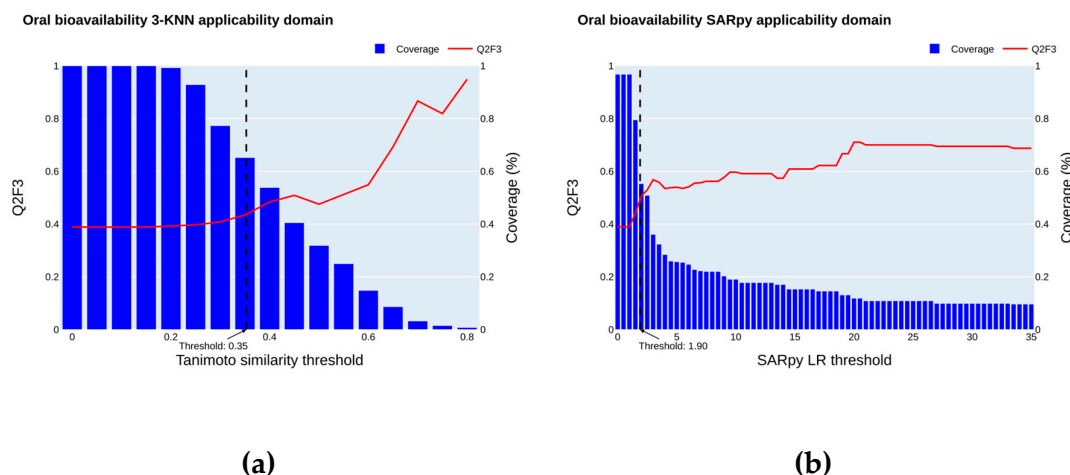 Oral bioavailability 3-KNN applicability domain
Coverage
Q2F3
1
0.8
0.6
0.4
0.2
0
Q2F3
1
0.8
0.6
0.4
0.2
0
Coverage (%)
0
0.2
0.4
0.6
0.8
Threshold: 0.35
Tanimoto similarity threshold
(a)
Oral bioavailability SARpy applicability domain
Coverage
Q2F3
1
0.8
0.6
0.4
0.2
0
Q2F3
1
0.8
0.6
0.4
0.2
0
Coverage (%)
0
5
10
15
20
25
30
35
Threshold: 1.90
SARpy LR threshold
(b)